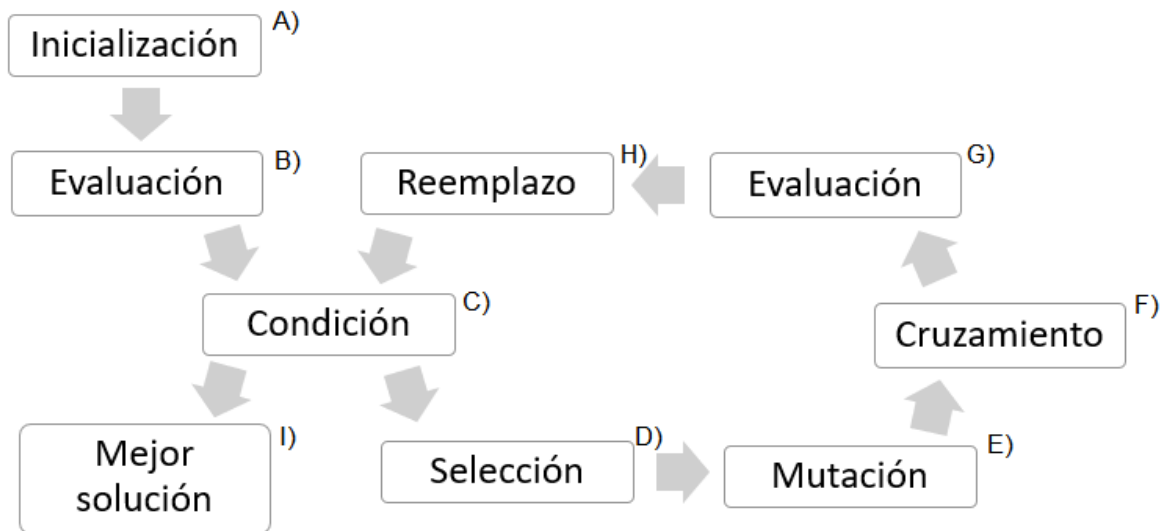 Inicialización A)
Evaluación B)
Reemplazo H)
Evaluación G)
Condición C)
Cruzamiento F)
Mejor
solución I)
Selección D)
Mutación E)